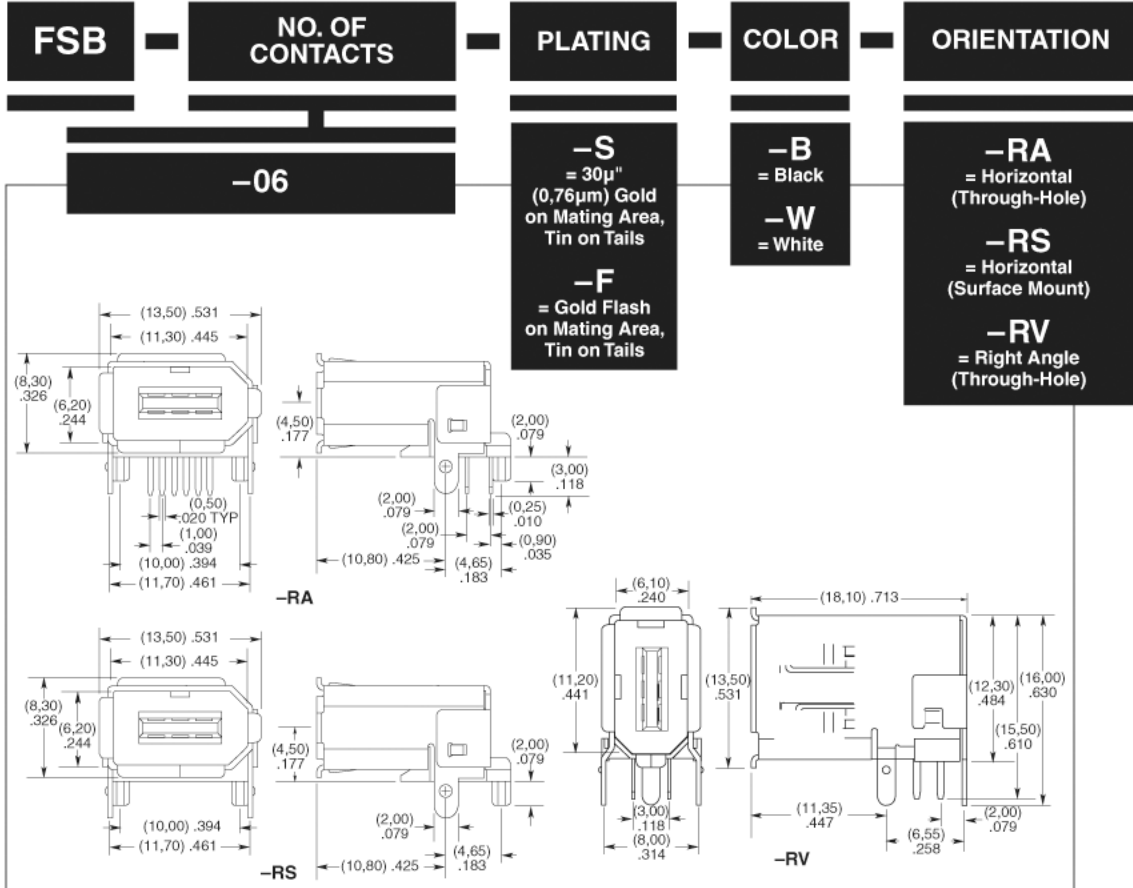 FSB
NO. OF
CONTACTS
PLATING
COLOR
ORIENTATION
–06
–S
= 30µ"
(0,76µm) Gold
on Mating Area,
Tin on Tails
–F
= Gold Flash
on Mating Area,
Tin on Tails
–B
= Black
–W
= White
–RA
= Horizontal
(Through-Hole)
–RS
= Horizontal
(Surface Mount)
–RV
= Right Angle
(Through-Hole)
(13,50) .531
(11,30) .445
(8,30)
.326
(6,20)
.244
(0,50)
.020 TYP
(1,00)
.039
(10,00) .394
(11,70) .461
(4,50)
.177
(2,00)
.079
(3,00)
.118
(2,00)
.079
(0,25)
.010
(2,00)
.079
(0,90)
.035
(10,80) .425
(4,65)
.183
–RA
(13,50) .531
(11,30) .445
(8,30)
.326
(6,20)
.244
(10,00) .394
(11,70) .461
(4,50)
.177
(2,00)
.079
(2,00)
.079
(10,80) .425
(4,65)
.183
–RS
(6,10)
.240
(11,20)
.441
(13,50)
.531
(3,00)
.118
(8,00)
.314
(18,10) .713
(12,30)
.484
(16,00)
.630
(15,50)
.610
(11,35)
.447
(2,00)
.079
(6,55)
.258
–RV